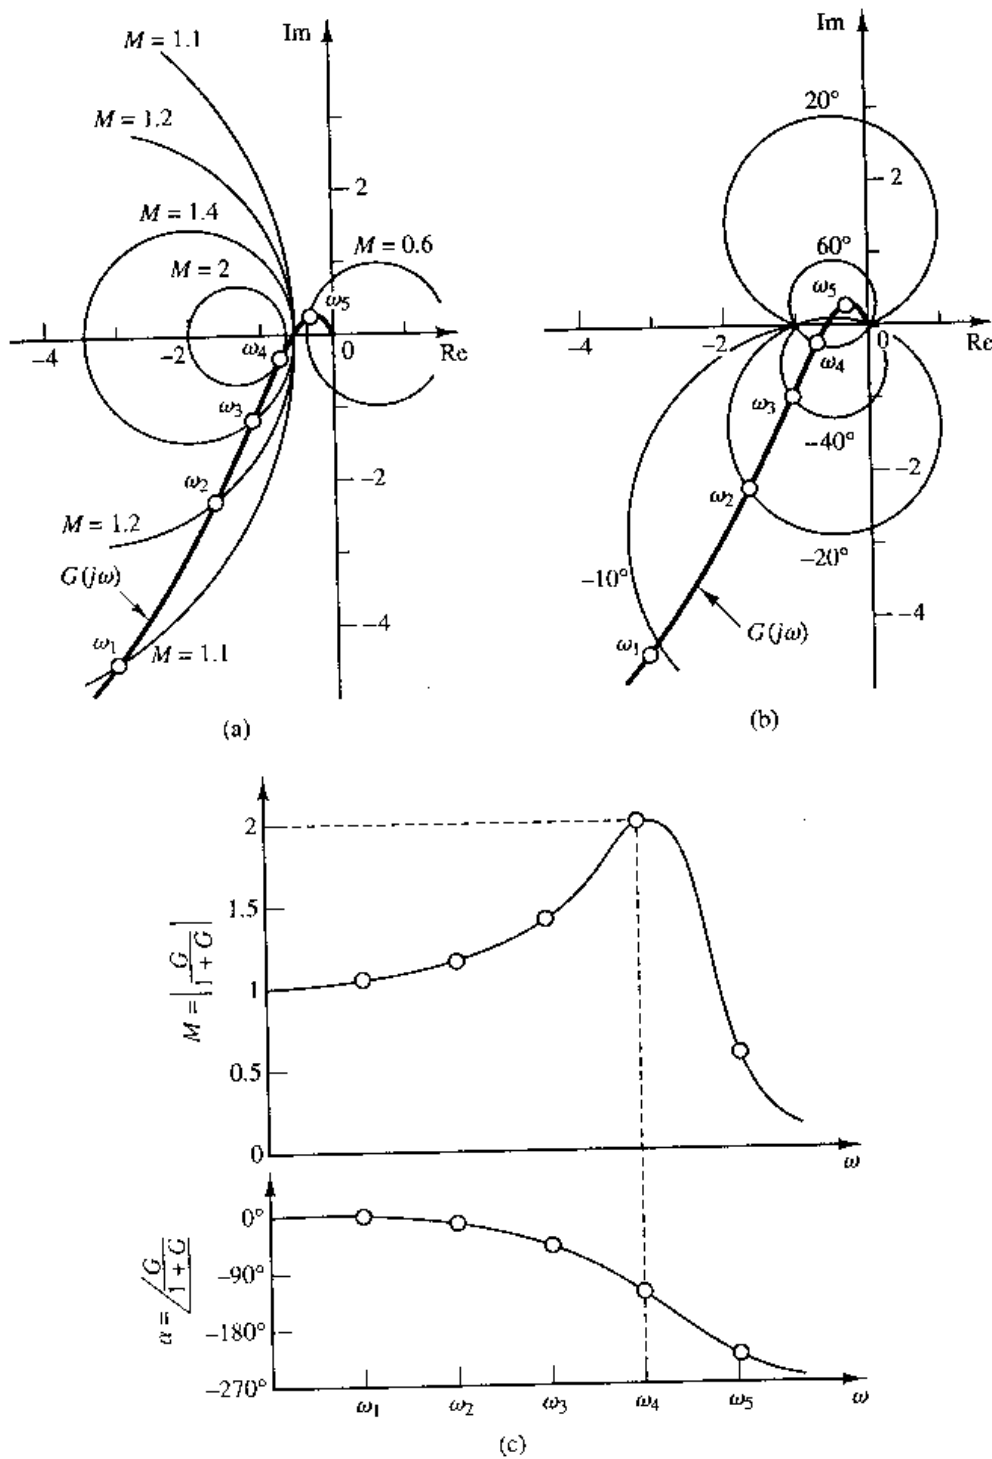 Im
M = 1.1
M = 1.2
M = 1.4
M = 2
M = 0.6
2
ω5
–4
–2
0
Re
ω4
ω3
ω2
–2
M = 1.2
G(jω)
–4
ω1
M = 1.1
(a)
Im
20°
2
60°
ω5
–4
–2
0
Re
ω4
ω3
–40°
–2
ω2
–20°
–10°
–4
G(jω)
ω1
(b)
2
1.5
1
0.5
0
M = |G/1 + G|
ω
0°
–90°
–180°
–270°
α = ∠G/1 + G
ω1
ω2
ω3
ω4
ω5
ω
(c)